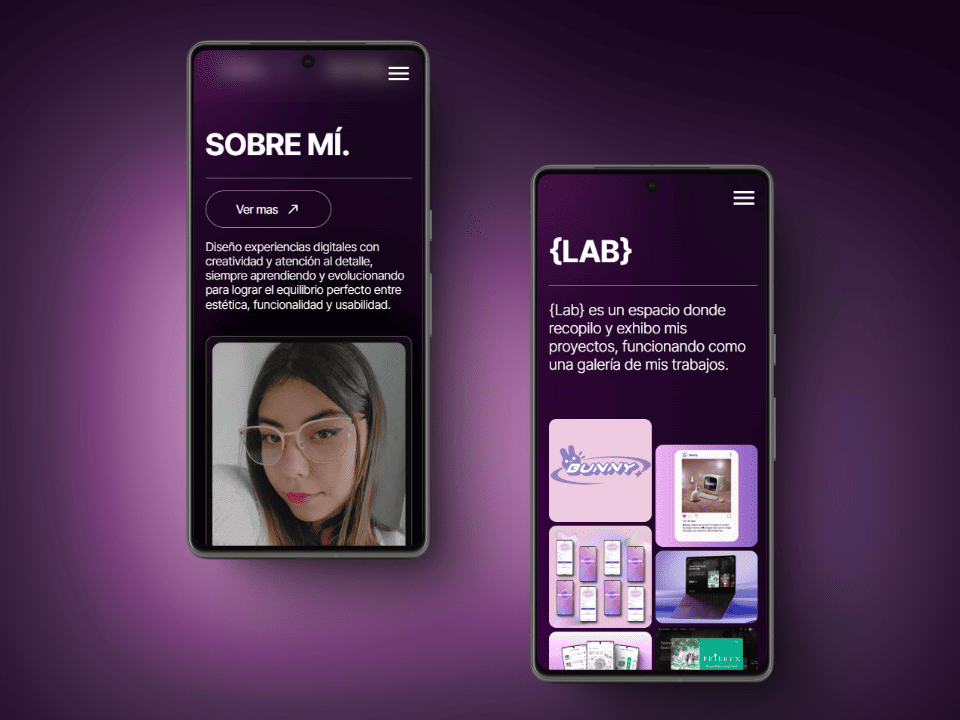 SOBRE MÍ.
Ver mas
Diseño experiencias digitales con
creatividad y atención al detalle,
siempre aprendiendo y evolucionando
para lograr el equilibrio perfecto entre
estética, funcionalidad y usabilidad.
{LAB}
{Lab} es un espacio donde
recopilo y exhibo mis
proyectos, funcionando como
una galería de mis trabajos.
BUNNY
FRIEREN